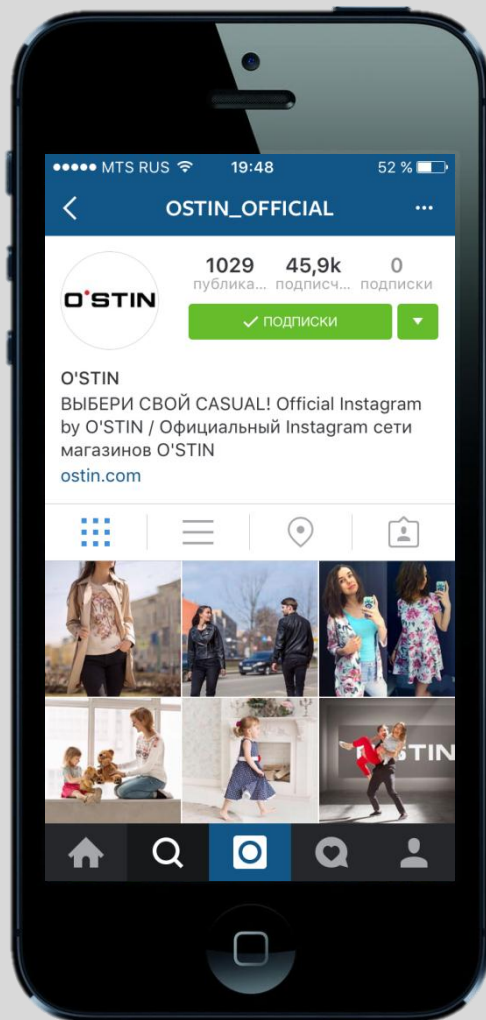 MTS RUS 19:48 52 %
OSTIN_OFFICIAL
1029 45,9k 0
публика... подписч... подписки
O'STIN
✓ ПОДПИСКИ
O'STIN
ВЫБЕРИ СВОЙ CASUAL! Official Instagram
by O'STIN / Официальный Instagram сети
магазинов O'STIN
ostin.com
STIN